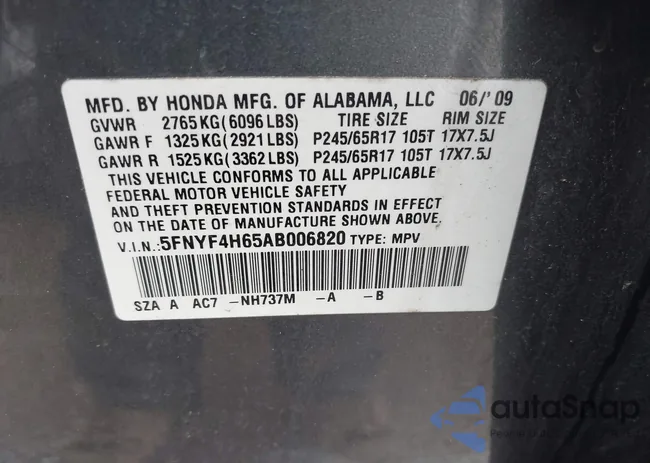 MFD. BY HONDA MFG. OF ALABAMA, LLC 06/'09
GVWR 2765KG(6096LBS) TIRE SIZE RIM SIZE
GAWR F 1325KG(2921LBS) P245/65R17 105T 17X7.5J
GAWR R 1525KG(3362LBS) P245/65R17 105T 17X7.5J
THIS VEHICLE CONFORMS TO ALL APPLICABLE
FEDERAL MOTOR VEHICLE SAFETY
AND THEFT PREVENTION STANDARDS IN EFFECT
ON THE DATE OF MANUFACTURE SHOWN ABOVE.
V.I.N.:5FNYF4H65AB006820 TYPE: MPV
SZA A AC7 -NH737M -A -B
autoSnap
Premium Auto Auctions